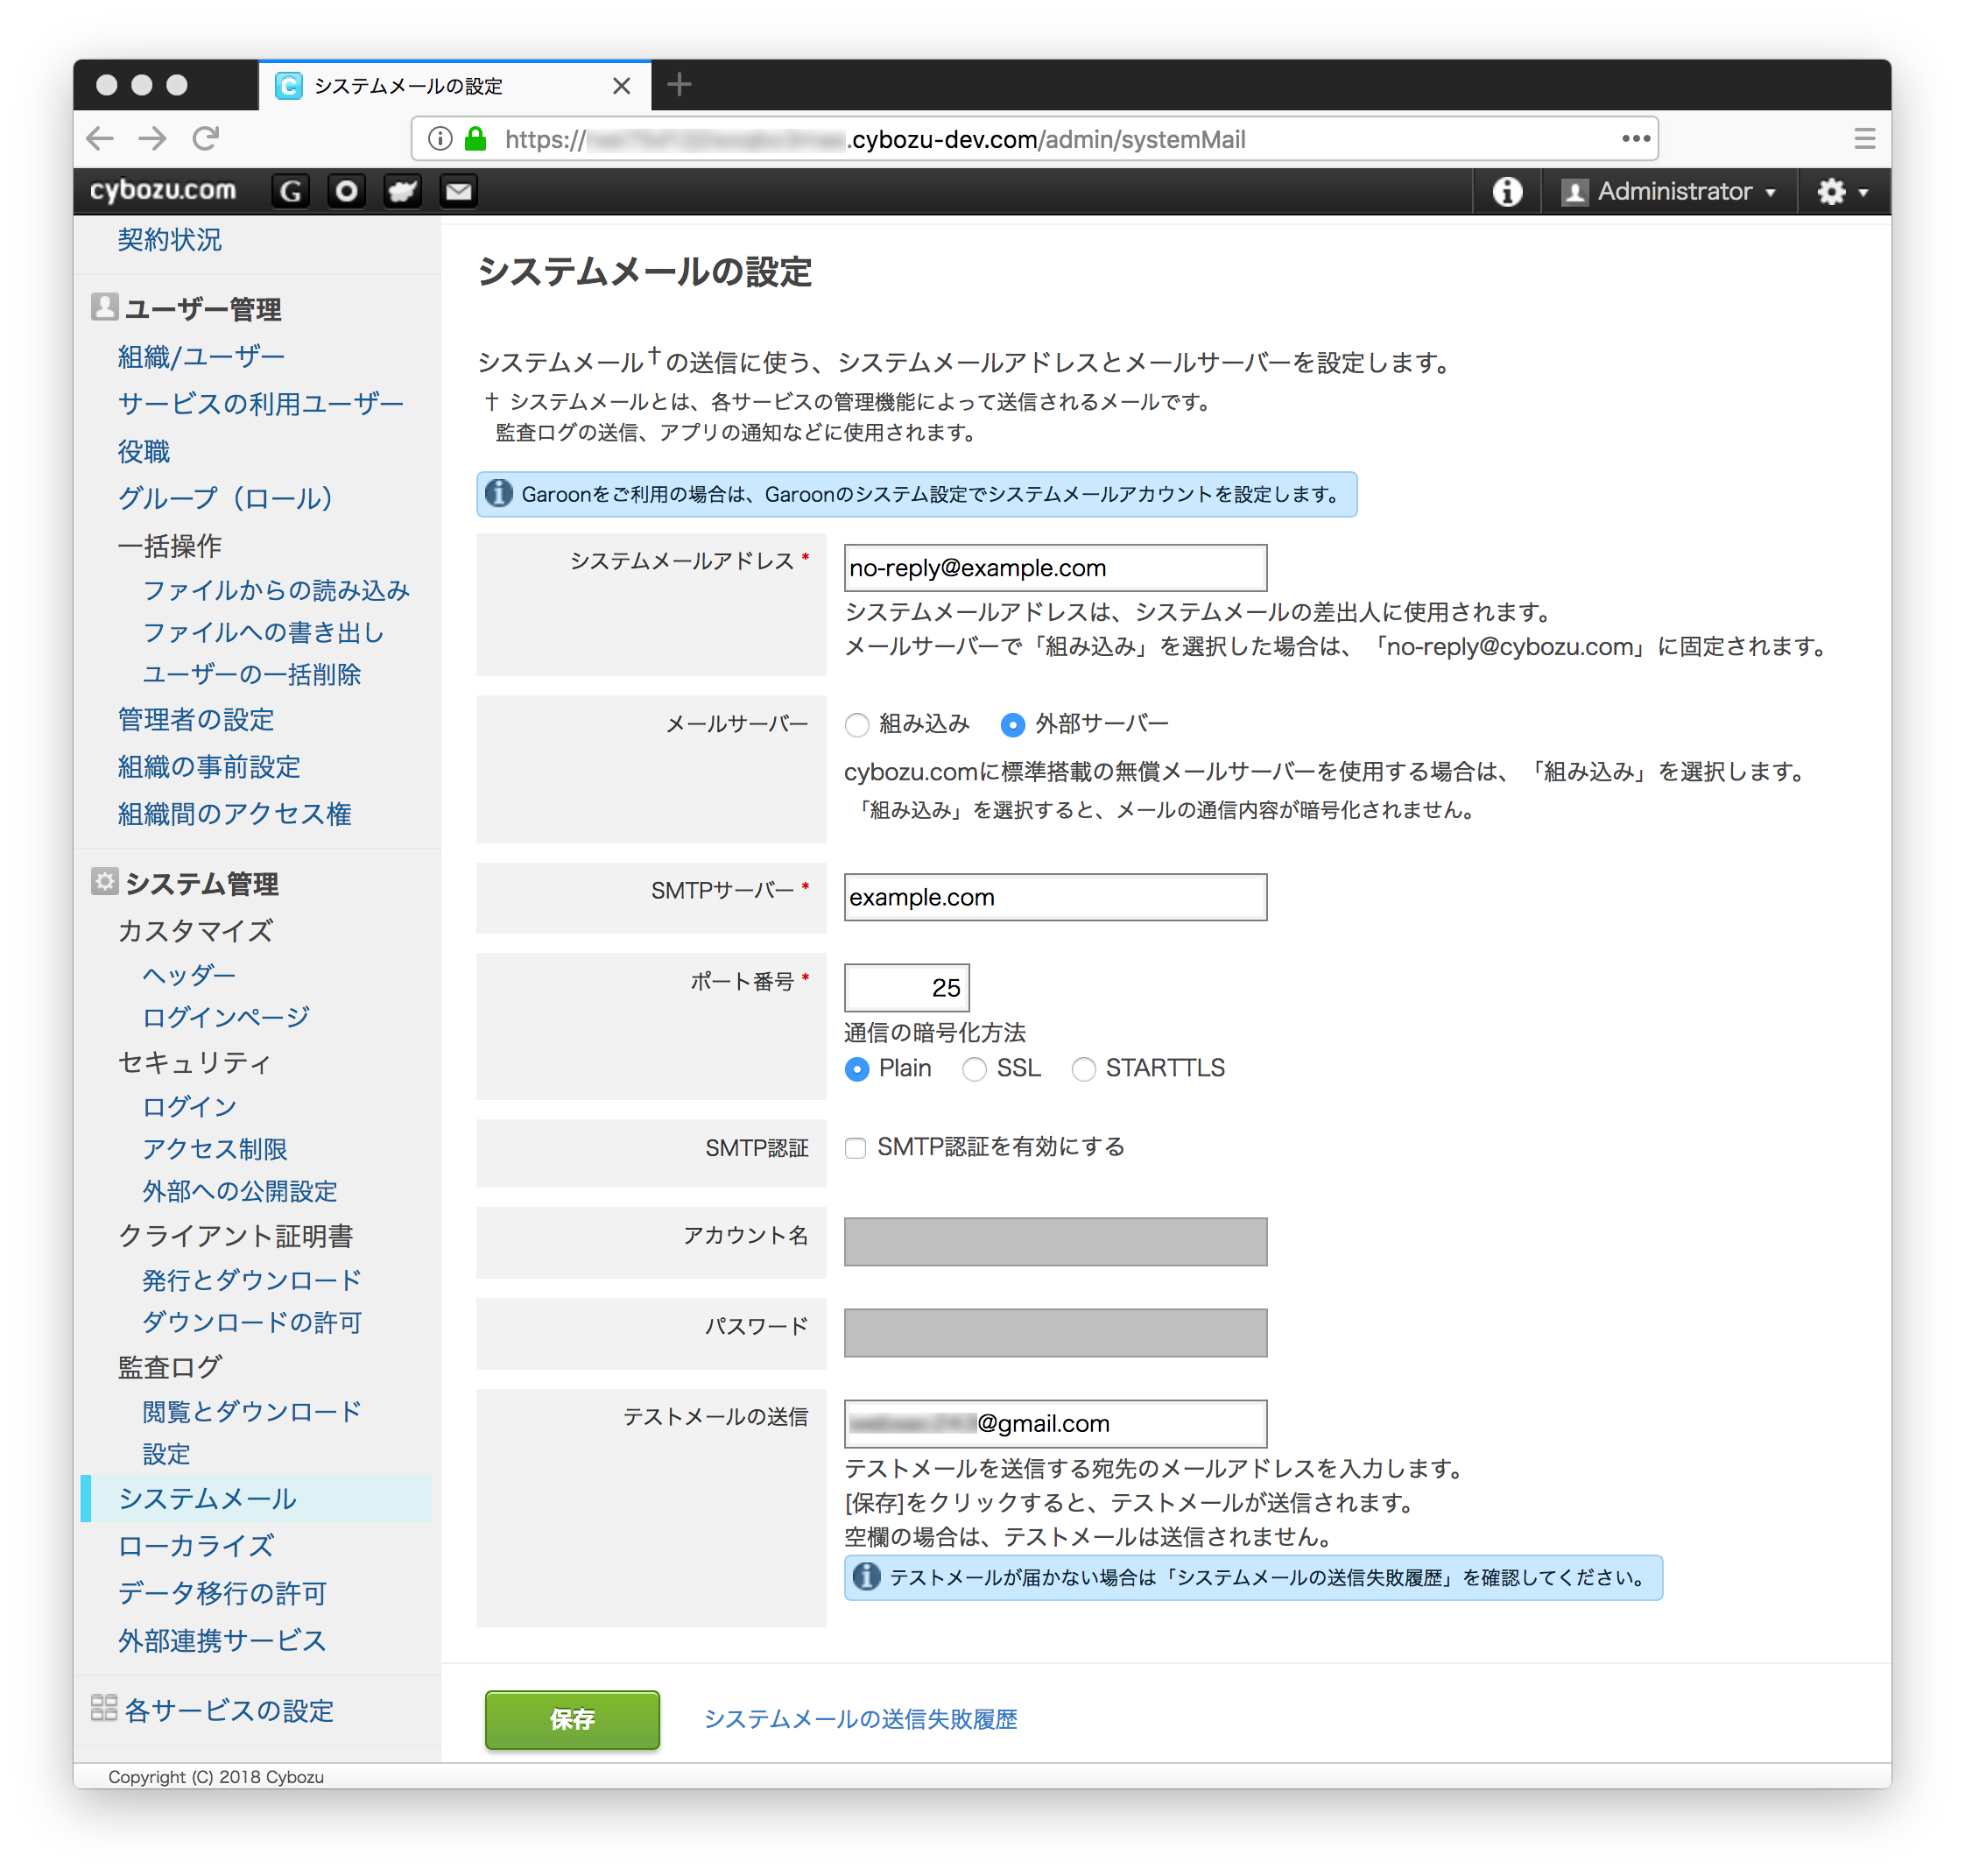 システムメールの設定
https://.cybozu-dev.com/admin/systemMail
cybozu.com
G
Administrator
契約状況
ユーザー管理
組織/ユーザー
サービスの利用ユーザー
役職
グループ（ロール）
一括操作
ファイルからの読み込み
ファイルへの書き出し
ユーザーの一括削除
管理者の設定
組織の事前設定
組織間のアクセス権
システム管理
カスタマイズ
ヘッダー
ログインページ
セキュリティ
ログイン
アクセス制限
外部への公開設定
クライアント証明書
発行とダウンロード
ダウンロードの許可
監査ログ
閲覧とダウンロード
設定
システムメール
ローカライズ
データ移行の許可
外部連携サービス
各サービスの設定
システムメールの設定
システムメール†の送信に使う、システムメールアドレスとメールサーバーを設定します。
† システムメールとは、各サービスの管理機能によって送信されるメールです。
監査ログの送信、アプリの通知などに使用されます。
Garoonをご利用の場合は、Garoonのシステム設定でシステムメールアカウントを設定します。
システムメールアドレス *
no-reply@example.com
システムメールアドレスは、システムメールの差出人に使用されます。
メールサーバーで「組み込み」を選択した場合は、「no-reply@cybozu.com」に固定されます。
メールサーバー
組み込み 外部サーバー
cybozu.comに標準搭載の無償メールサーバーを使用する場合は、「組み込み」を選択します。
「組み込み」を選択すると、メールの通信内容が暗号化されません。
SMTPサーバー *
example.com
ポート番号 *
25
通信の暗号化方法
Plain SSL STARTTLS
SMTP認証
SMTP認証を有効にする
アカウント名
パスワード
テストメールの送信
@gmail.com
テストメールを送信する宛先のメールアドレスを入力します。
[保存]をクリックすると、テストメールが送信されます。
空欄の場合は、テストメールは送信されません。
テストメールが届かない場合は「システムメールの送信失敗履歴」を確認してください。
保存
システムメールの送信失敗履歴
Copyright (C) 2018 Cybozu